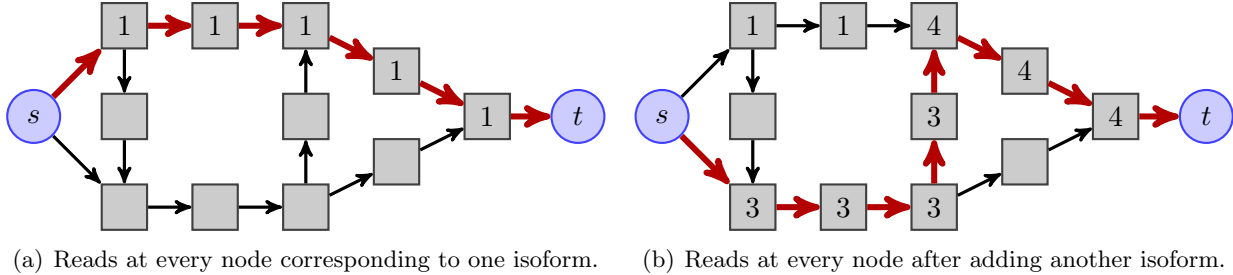 1 1 1
1
s 1 t
(a) Reads at every node corresponding to one isoform.
1 1 4
4
s 3 4 t
3 3 3
(b) Reads at every node after adding another isoform.